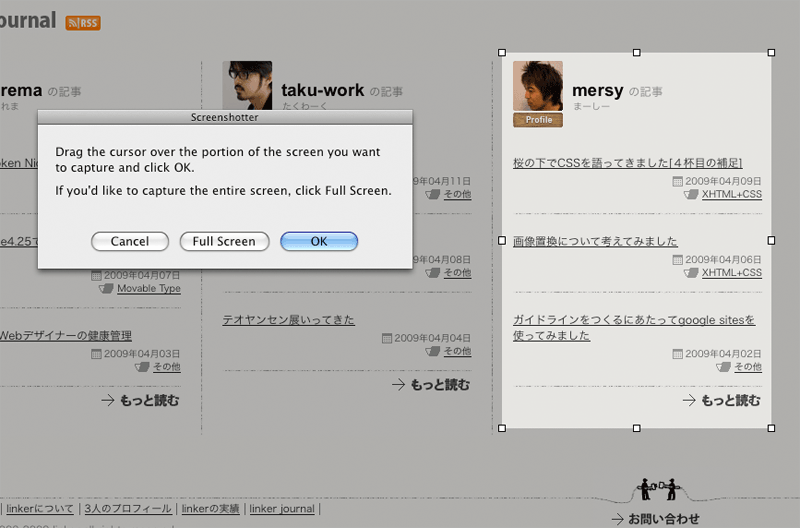 ournal RSS
rema の記事
れま
taku-work の記事
たくわーく
mersy の記事
まーしー
Profile
Screenshotter
Drag the cursor over the portion of the screen you want
to capture and click OK.
If you'd like to capture the entire screen, click Full Screen.
Cancel
Full Screen
OK
oken Nig
e4.25で
2009年04月07日
Movable Type
Webデザイナーの健康管理
2009年04月03日
その他
もっと読む
年04月11日
その他
年04月08日
その他
テオヤンセン展いってきた
2009年04月04日
その他
もっと読む
桜の下でCSSを語ってきました[４杯目の補足]
2009年04月09日
XHTML+CSS
画像置換について考えてみました
2009年04月06日
XHTML+CSS
ガイドラインをつくるにあたってgoogle sitesを
使ってみました
2009年04月02日
その他
もっと読む
| linkerについて | 3人のプロフィール | linkerの実績 | linker journal |
お問い合わせ